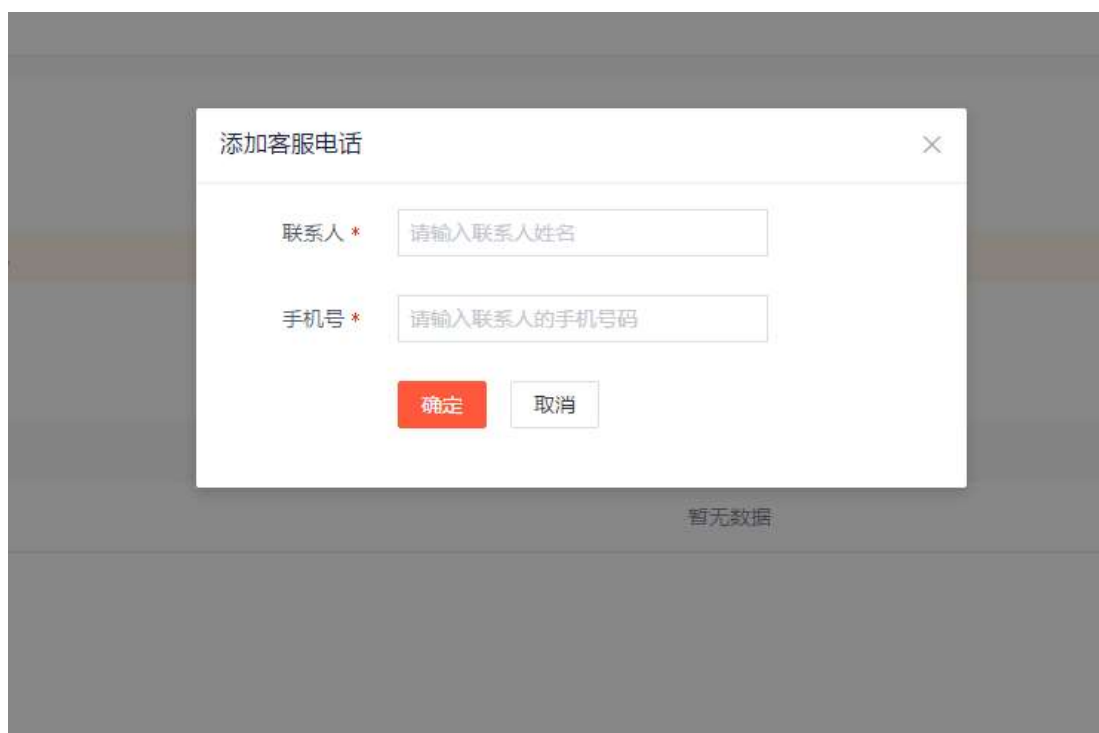 添加客服电话
联系人 *
请输入联系人姓名
手机号 *
请输入联系人的手机号码
确定
取消
暂无数据